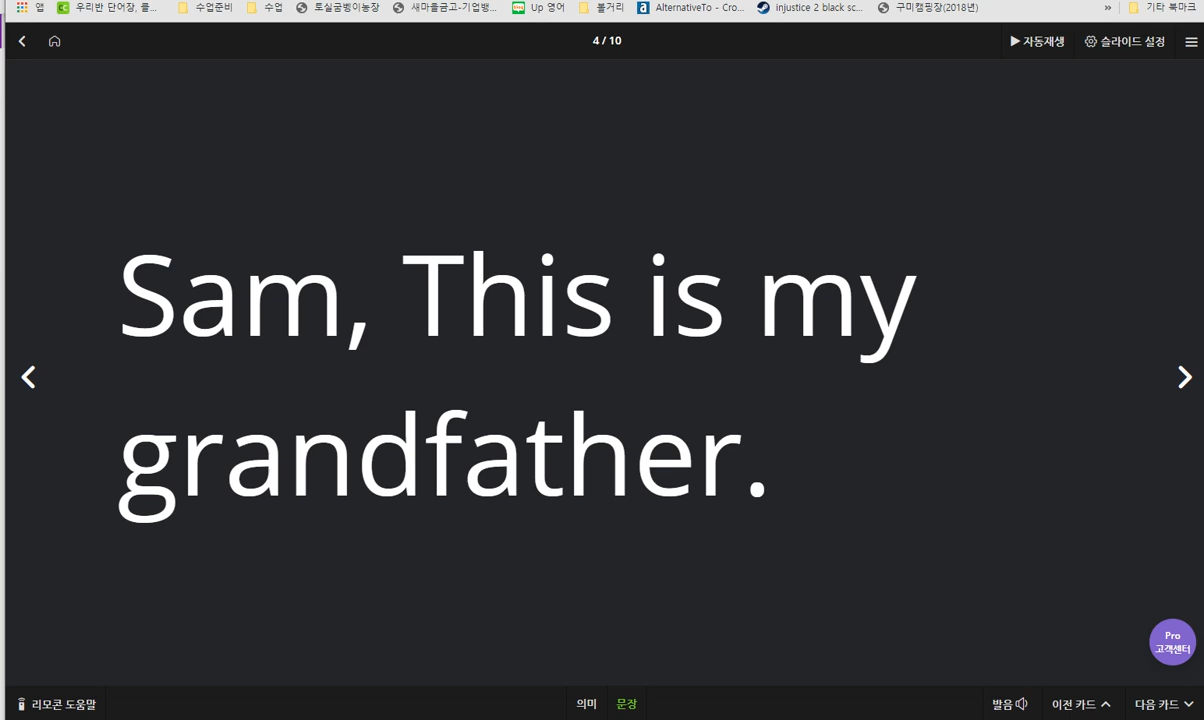 앱 우리반 단어장, 클... 수업준비 수업 토실굼벵이농장 새마을금고-기업뱅... Up 영어 볼거리 AlternativeTo - Cro... injustice 2 black sc... 구미캠핑장(2018년) » 기타 북마크
4 / 10 자동재생 슬라이드 설정
Sam, This is my
grandfather.
Pro
고객센터
리모콘 도움말 의미 문장 발음 이전 카드 다음 카드